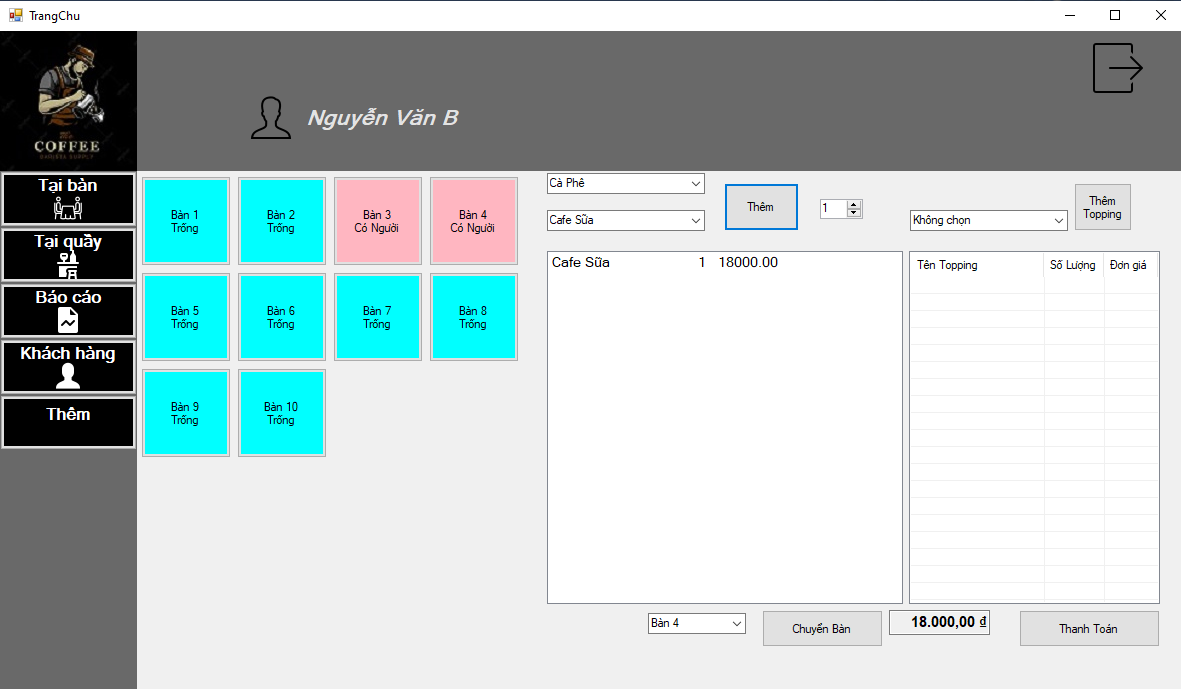 TrangChu
COFFEE
Nguyễn Văn B
Tại bàn
Tại quầy
Báo cáo
Khách hàng
Thêm
Bàn 1
Trống
Bàn 2
Trống
Bàn 3
Có Người
Bàn 4
Có Người
Bàn 5
Trống
Bàn 6
Trống
Bàn 7
Trống
Bàn 8
Trống
Bàn 9
Trống
Bàn 10
Trống
Cà Phê
Cafe Sữa
Thêm
1
Không chọn
Thêm
Topping
Cafe Sữa 1 18000.00
Tên Topping Số Lượng Đơn giá
Bàn 4
Chuyển Bàn
18.000,00 ₫
Thanh Toán